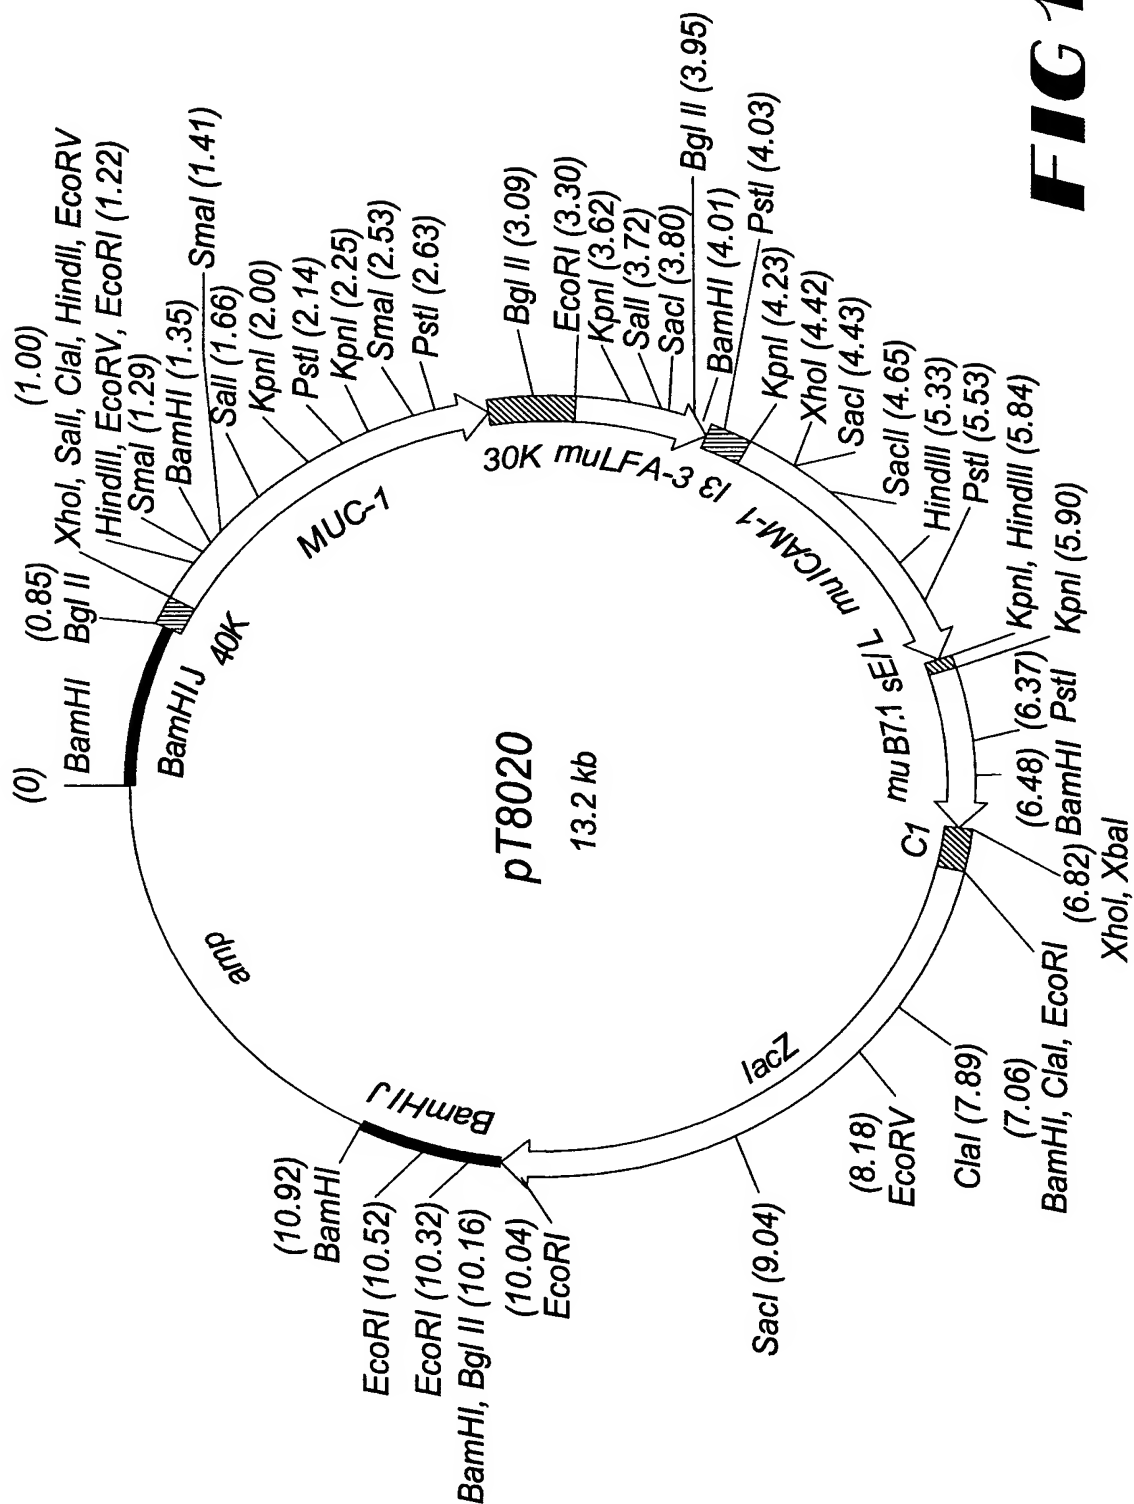 (0)
BamHI
(0.85)
Bgl II
(1.00)
XhoI, SalI, ClaI, HindII, EcoRV
HindIII, EcoRV, EcoRI (1.22)
SmaI (1.29)
BamHI (1.35)
SmaI (1.41)
SalI (1.66)
KpnI (2.00)
PstI (2.14)
KpnI (2.25)
SmaI (2.53)
PstI (2.63)
Bgl II (3.09)
EcoRI (3.30)
KpnI (3.62)
SalI (3.72)
SacI (3.80)
Bgl II (3.95)
BamHI (4.01)
PstI (4.03)
KpnI (4.23)
XhoI (4.42)
SacI (4.43)
SacII (4.65)
HindIII (5.33)
PstI (5.53)
KpnI, HindIII (5.84)
KpnI (5.90)
(6.37)
PstI
(6.48)
BamHI
(6.82)
XhoI, XbaI
(7.06)
BamHI, ClaI, EcoRI
ClaI (7.89)
(8.18)
EcoRV
SacI (9.04)
(10.04)
EcoRI
BamHI, Bgl II (10.16)
EcoRI (10.32)
EcoRI (10.52)
(10.92)
BamHI
BamHI J
40K
MUC-1
30K
muLFA-3
I3
muICAM-1
sE/L
muB7.1
C1
lacZ
BamHI J
amp
pT8020
13.2 kb